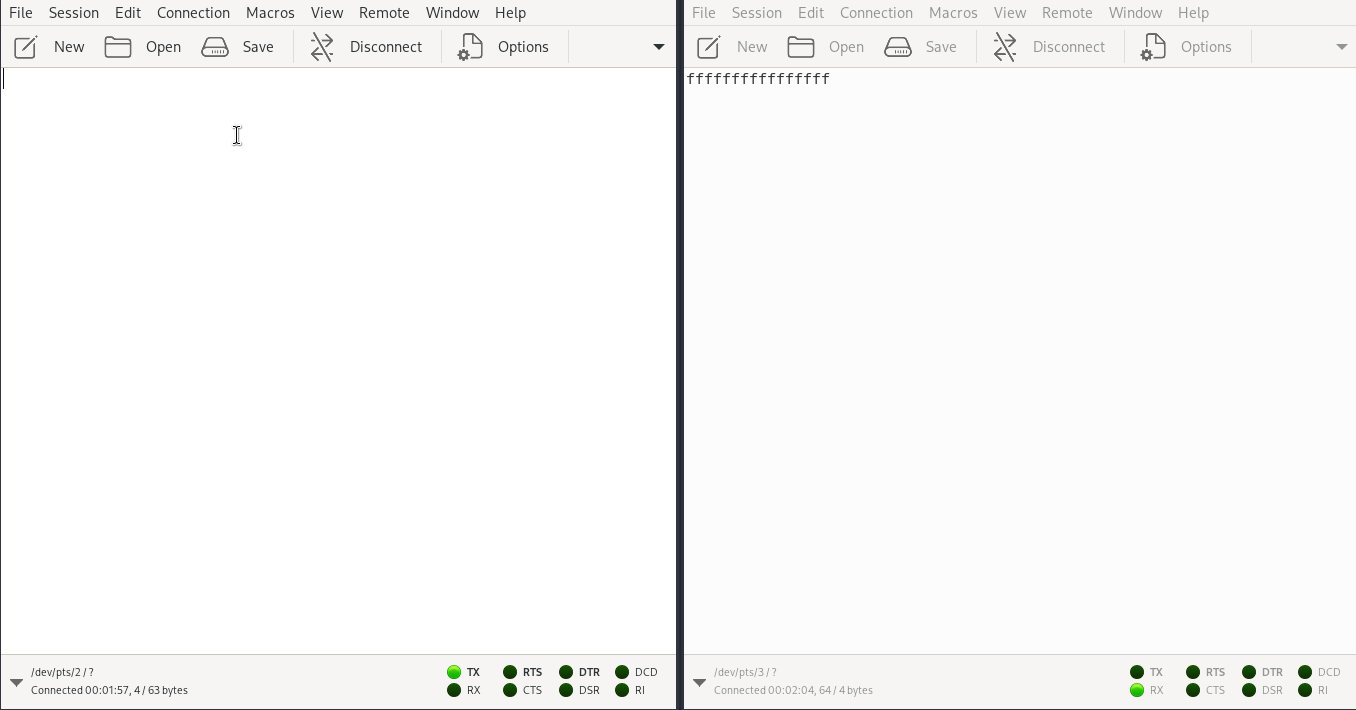 File Session Edit Connection Macros View Remote Window Help
New Open Save Disconnect Options
/dev/pts/2 / ?
Connected 00:01:57, 4 / 63 bytes
TX RTS DTR DCD
RX CTS DSR RI
File Session Edit Connection Macros View Remote Window Help
New Open Save Disconnect Options
ffffffffffffffff
/dev/pts/3 / ?
Connected 00:02:04, 64 / 4 bytes
TX RTS DTR DCD
RX CTS DSR RI